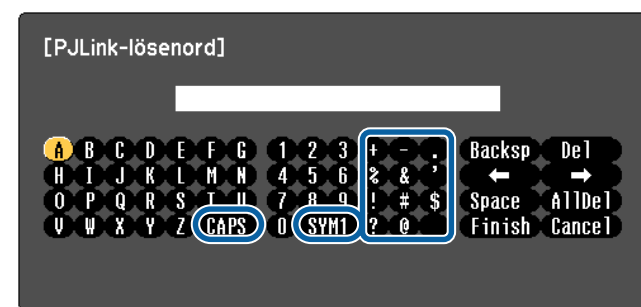 [PJLink-lösenord]
A B C D E F G 1 2 3 + - . Backsp Del
H I J K L M N 4 5 6 % & ' ← →
O P Q R S T U 7 8 9 ! # $ Space AllDel
V W X Y Z CAPS 0 SYM1 ? @ Finish Cancel